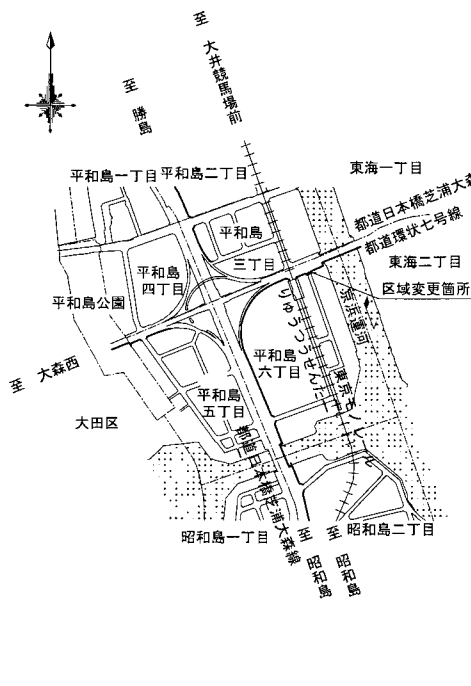 至 大井競馬場前
至 勝島
平和島一丁目
平和島二丁目
東海一丁目
都道日本橋芝浦大森
都道環状七号線
平和島
三丁目
東海二丁目
平和島
四丁目
区域変更箇所
平和島公園
京浜運河
りゅうつうせんたー
至 大森西
平和島
六丁目
平和島
五丁目
東京モノレール
大田区
都道日本橋芝浦大森線
昭和島一丁目
昭和島二丁目
至 昭和島
至 昭和島